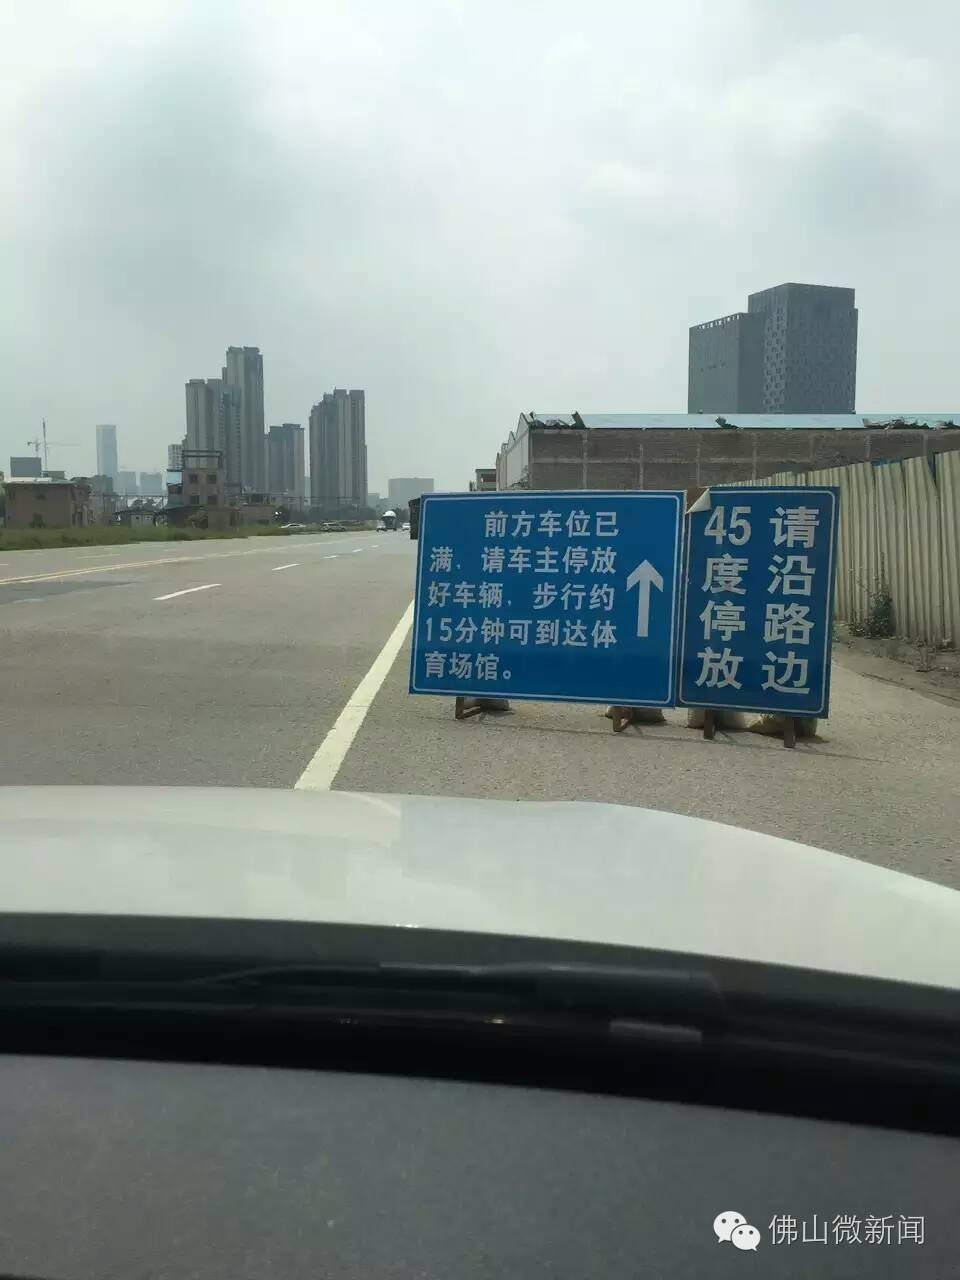 前方车位已
满，请车主停放
好车辆，步行约
15分钟可到达体
育场馆。
请沿路边
45度停放
佛山微新闻